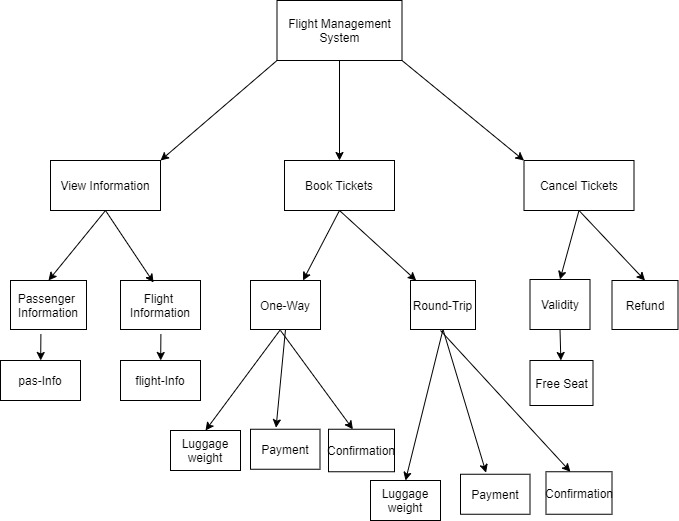 Flight Management
System
View Information
Book Tickets
Cancel Tickets
Passenger
Information
Flight
Information
One-Way
Round-Trip
Validity
Refund
pas-Info
flight-Info
Free Seat
Luggage
weight
Payment
Confirmation
Luggage
weight
Payment
Confirmation